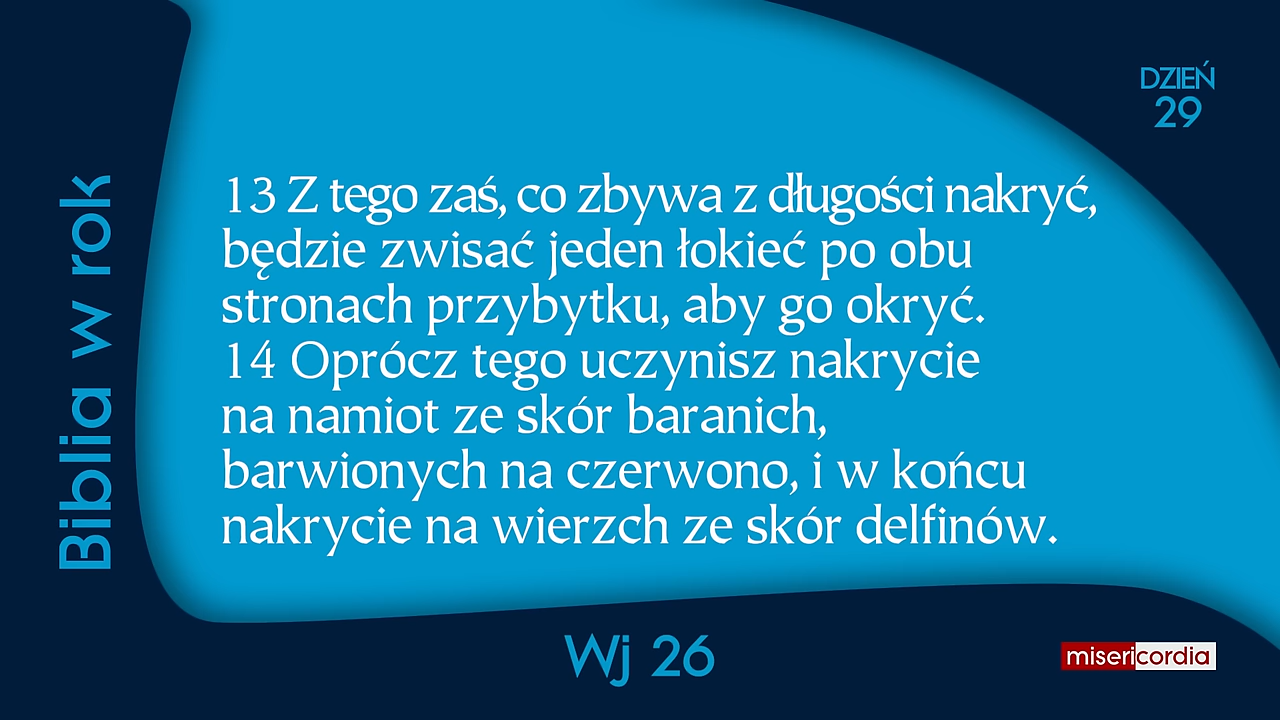 DZIEŃ
29
Biblia w rok
13 Z tego zaś, co zbywa z długości nakryć,
będzie zwisać jeden łokieć po obu
stronach przybytku, aby go okryć.
14 Oprócz tego uczynisz nakrycie
na namiot ze skór baranich,
barwionych na czerwono, i w końcu
nakrycie na wierzch ze skór delfinów.
Wj 26
misericordia